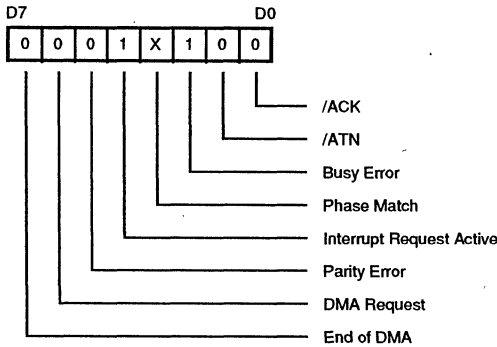 D7 D0
0 0 0 1 X 1 0 0
/ACK
/ATN
Busy Error
Phase Match
Interrupt Request Active
Parity Error
DMA Request
End of DMA